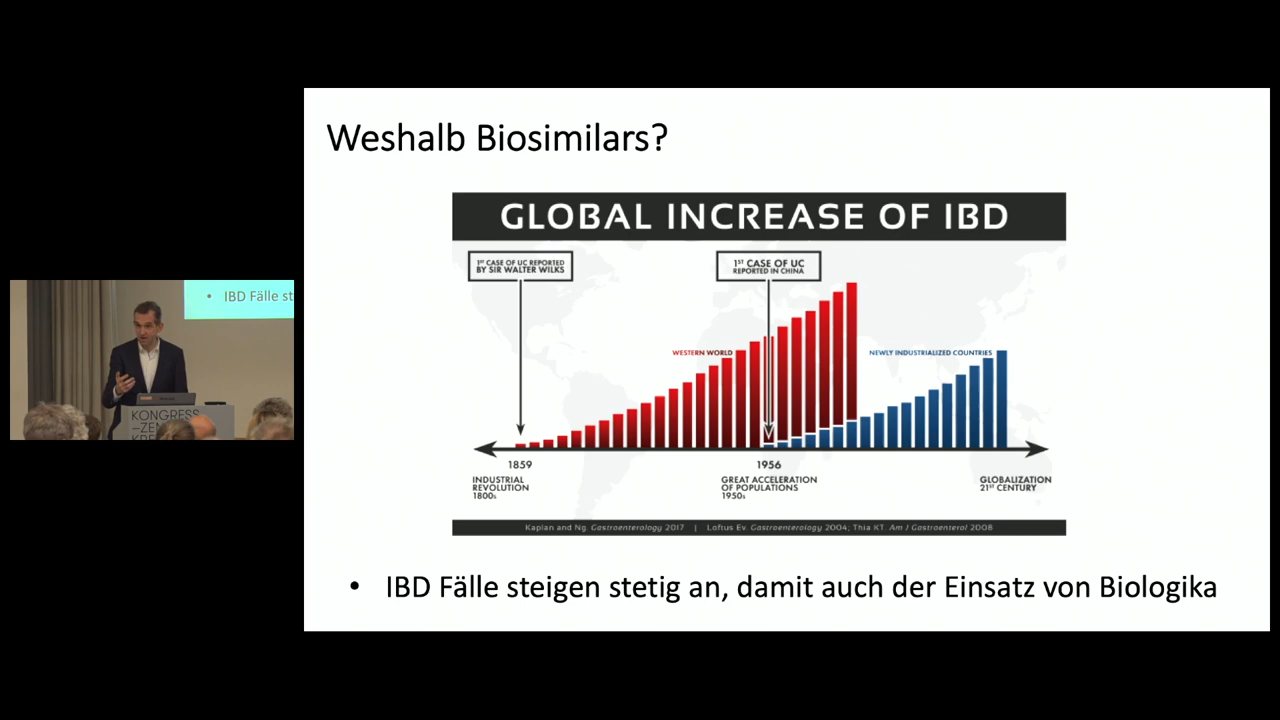 Weshalb Biosimilars?
GLOBAL INCREASE OF IBD
1ST CASE OF UC REPORTED
BY SIR WALTER WILKS
1ST CASE OF UC
REPORTED IN CHINA
WESTERN WORLD
NEWLY INDUSTRIALIZED COUNTRIES
1859
1956
INDUSTRIAL
REVOLUTION
1800s
GREAT ACCELERATION
OF POPULATIONS
1950s
GLOBALIZATION
21ST CENTURY
Kaplan and Ng. Gastroenterology 2017 | Loftus Ev. Gastroenterology 2004; Thia KT. Am J Gastroenterol 2008
• IBD Fälle steigen stetig an, damit auch der Einsatz von Biologika
• IBD Fälle st
KONGRESS
–ZEN